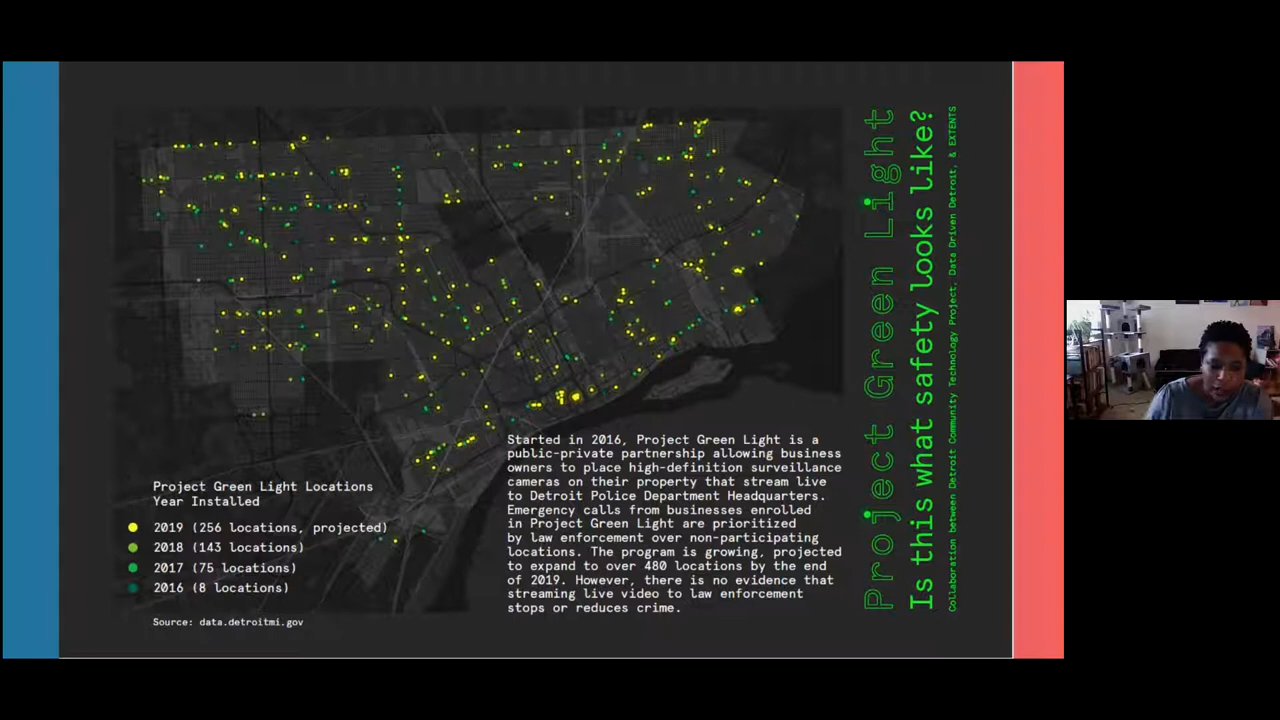 Project Green Light
Is this what safety looks like?
Collaboration between Detroit Community Technology Project, Data Driven Detroit, & EXTENTS
Started in 2016, Project Green Light is a
public-private partnership allowing business
owners to place high-definition surveillance
cameras on their property that stream live
to Detroit Police Department Headquarters.
Emergency calls from businesses enrolled
in Project Green Light are prioritized
by law enforcement over non-participating
locations. The program is growing, projected
to expand to over 480 locations by the end
of 2019. However, there is no evidence that
streaming live video to law enforcement
stops or reduces crime.
Project Green Light Locations
Year Installed
2019 (256 locations, projected)
2018 (143 locations)
2017 (75 locations)
2016 (8 locations)
Source: data.detroitmi.gov